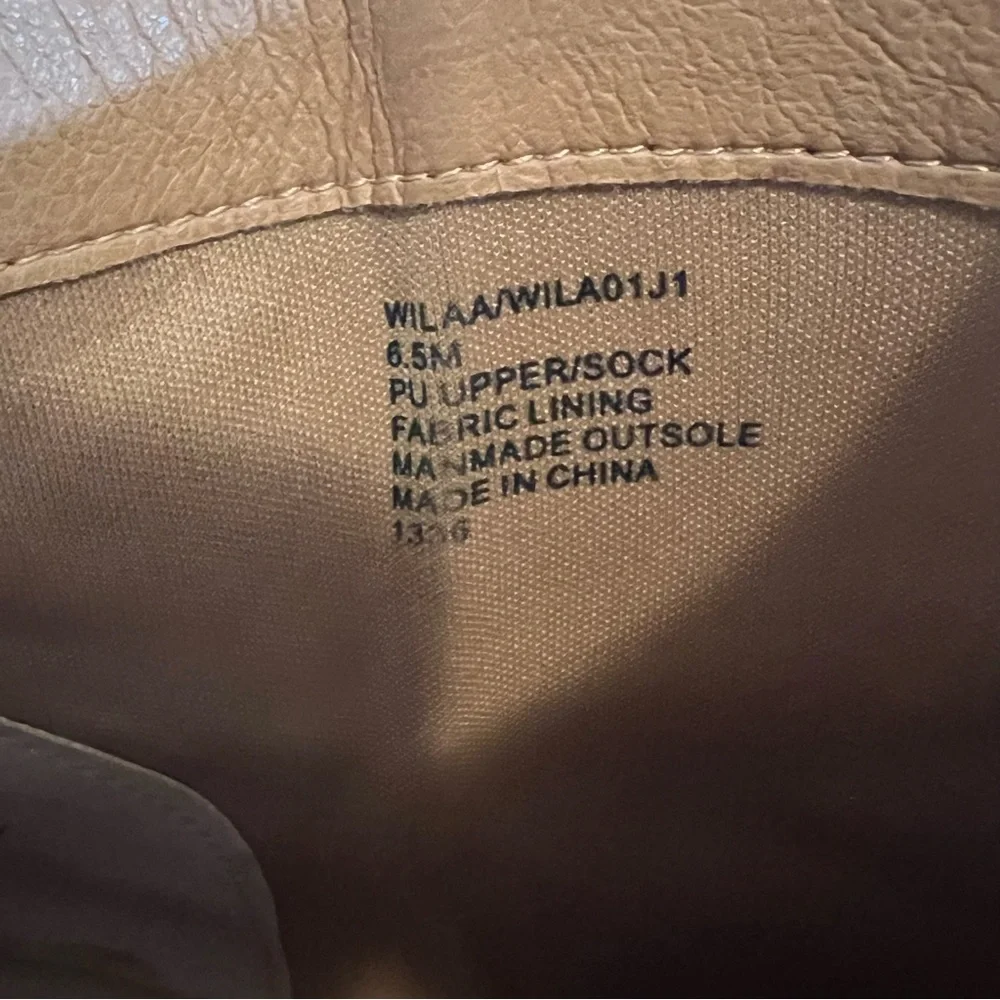 WILAA/WILA01J1
6.5M
PU UPPER/SOCK
FABRIC LINING
MANMADE OUTSOLE
MADE IN CHINA